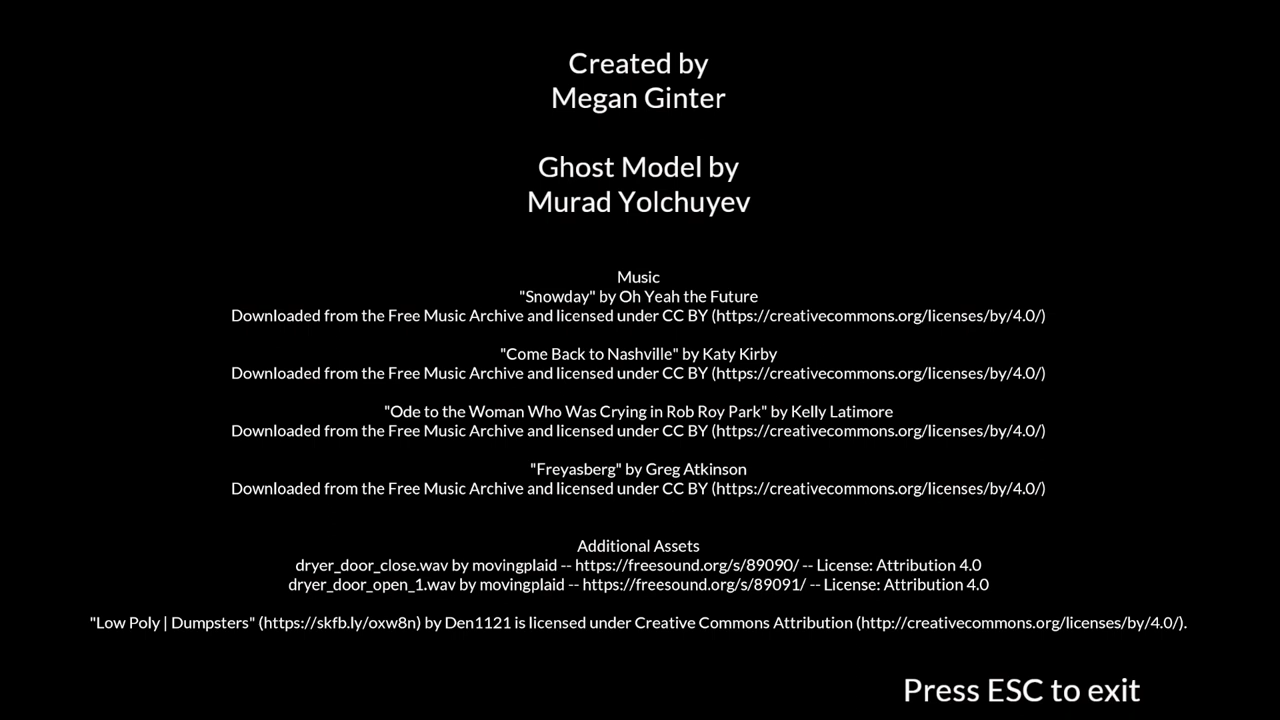 Created by
Megan Ginter
Ghost Model by
Murad Yolchuyev
Music
"Snowday" by Oh Yeah the Future
Downloaded from the Free Music Archive and licensed under CC BY (https://creativecommons.org/licenses/by/4.0/)
"Come Back to Nashville" by Katy Kirby
Downloaded from the Free Music Archive and licensed under CC BY (https://creativecommons.org/licenses/by/4.0/)
"Ode to the Woman Who Was Crying in Rob Roy Park" by Kelly Latimore
Downloaded from the Free Music Archive and licensed under CC BY (https://creativecommons.org/licenses/by/4.0/)
"Freyasberg" by Greg Atkinson
Downloaded from the Free Music Archive and licensed under CC BY (https://creativecommons.org/licenses/by/4.0/)
Additional Assets
dryer_door_close.wav by movingplaid -- https://freesound.org/s/89090/ -- License: Attribution 4.0
dryer_door_open_1.wav by movingplaid -- https://freesound.org/s/89091/ -- License: Attribution 4.0
"Low Poly | Dumpsters" (https://skfb.ly/oxw8n) by Den1121 is licensed under Creative Commons Attribution (http://creativecommons.org/licenses/by/4.0/).
Press ESC to exit